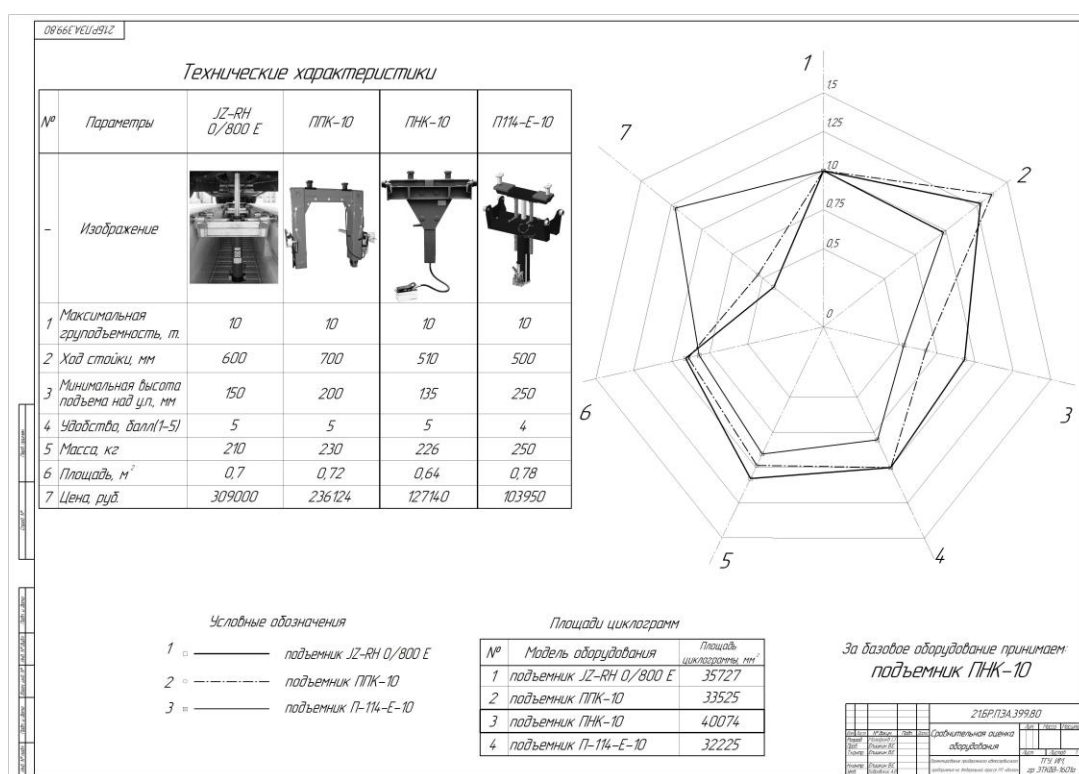 21БР.ПЗА.399.80
Технические характеристики
№ Параметры JZ-RH 0/800 E ППК-10 ПНК-10 П114-Е-10
- Изображение
1 Максимальная груподъемность, т. 10 10 10 10
2 Ход стойки, мм 600 700 510 500
3 Минимальная высота подъема над у.п., мм 150 200 135 250
4 Удобство, балл(1-5) 5 5 5 4
5 Масса, кг 210 230 226 250
6 Площадь, м² 0,7 0,72 0,64 0,78
7 Цена, руб. 309000 236124 127140 103950
1
2
3
4
5
6
7
1,5
1,25
1,0
0,75
0,5
0
Условные обозначения
1 подъемник JZ-RH 0/800 E
2 подъемник ППК-10
3 подъемник П-114-Е-10
Площади циклограмм
№ Модель оборудования Площадь циклограммы, мм²
1 подъемник JZ-RH 0/800 E 35727
2 подъемник ППК-10 33525
3 подъемник ПНК-10 40074
4 подъемник П-114-Е-10 32225
За базовое оборудование принимаем:
подъемник ПНК-10
21.БР.ПЗА.399.80
Сравнительная оценка
оборудования
ТГУ ИМ
гр. ЭТКбз-1601а